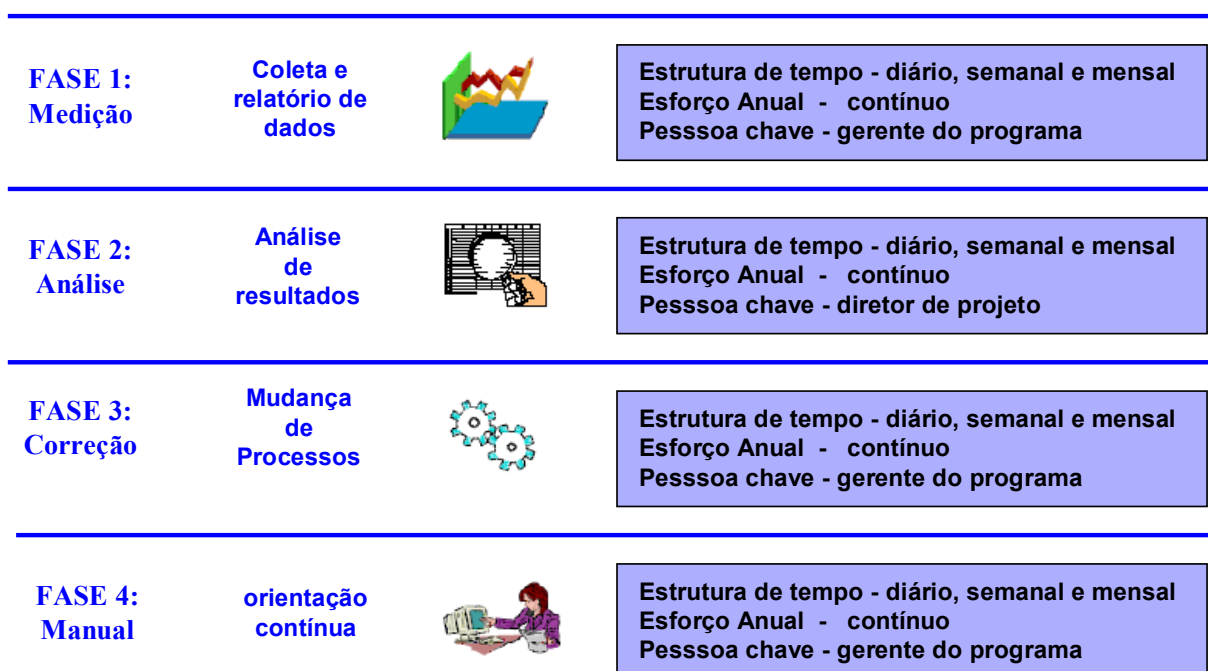 FASE 1:
Medição
Coleta e
relatório de
dados
Estrutura de tempo - diário, semanal e mensal
Esforço Anual - contínuo
Pesssoa chave - gerente do programa
FASE 2:
Análise
Análise
de
resultados
Estrutura de tempo - diário, semanal e mensal
Esforço Anual - contínuo
Pesssoa chave - diretor de projeto
FASE 3:
Correção
Mudança
de
Processos
Estrutura de tempo - diário, semanal e mensal
Esforço Anual - contínuo
Pesssoa chave - gerente do programa
FASE 4:
Manual
orientação
contínua
Estrutura de tempo - diário, semanal e mensal
Esforço Anual - contínuo
Pesssoa chave - gerente do programa